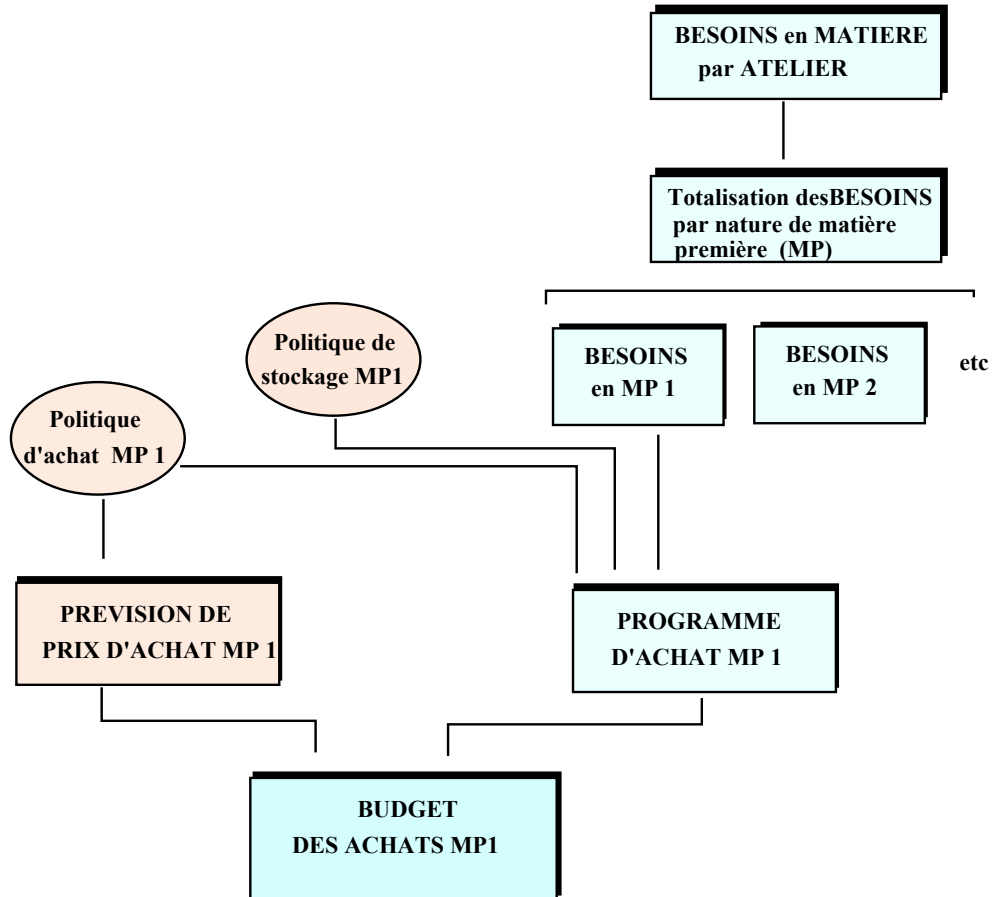 BESOINS en MATIERE
par ATELIER
Totalisation desBESOINS
par nature de matière
première (MP)
Politique de
stockage MP1
BESOINS
en MP 1
BESOINS
en MP 2
etc
Politique
d'achat MP 1
PREVISION DE
PRIX D'ACHAT MP 1
PROGRAMME
D'ACHAT MP 1
BUDGET
DES ACHATS MP1